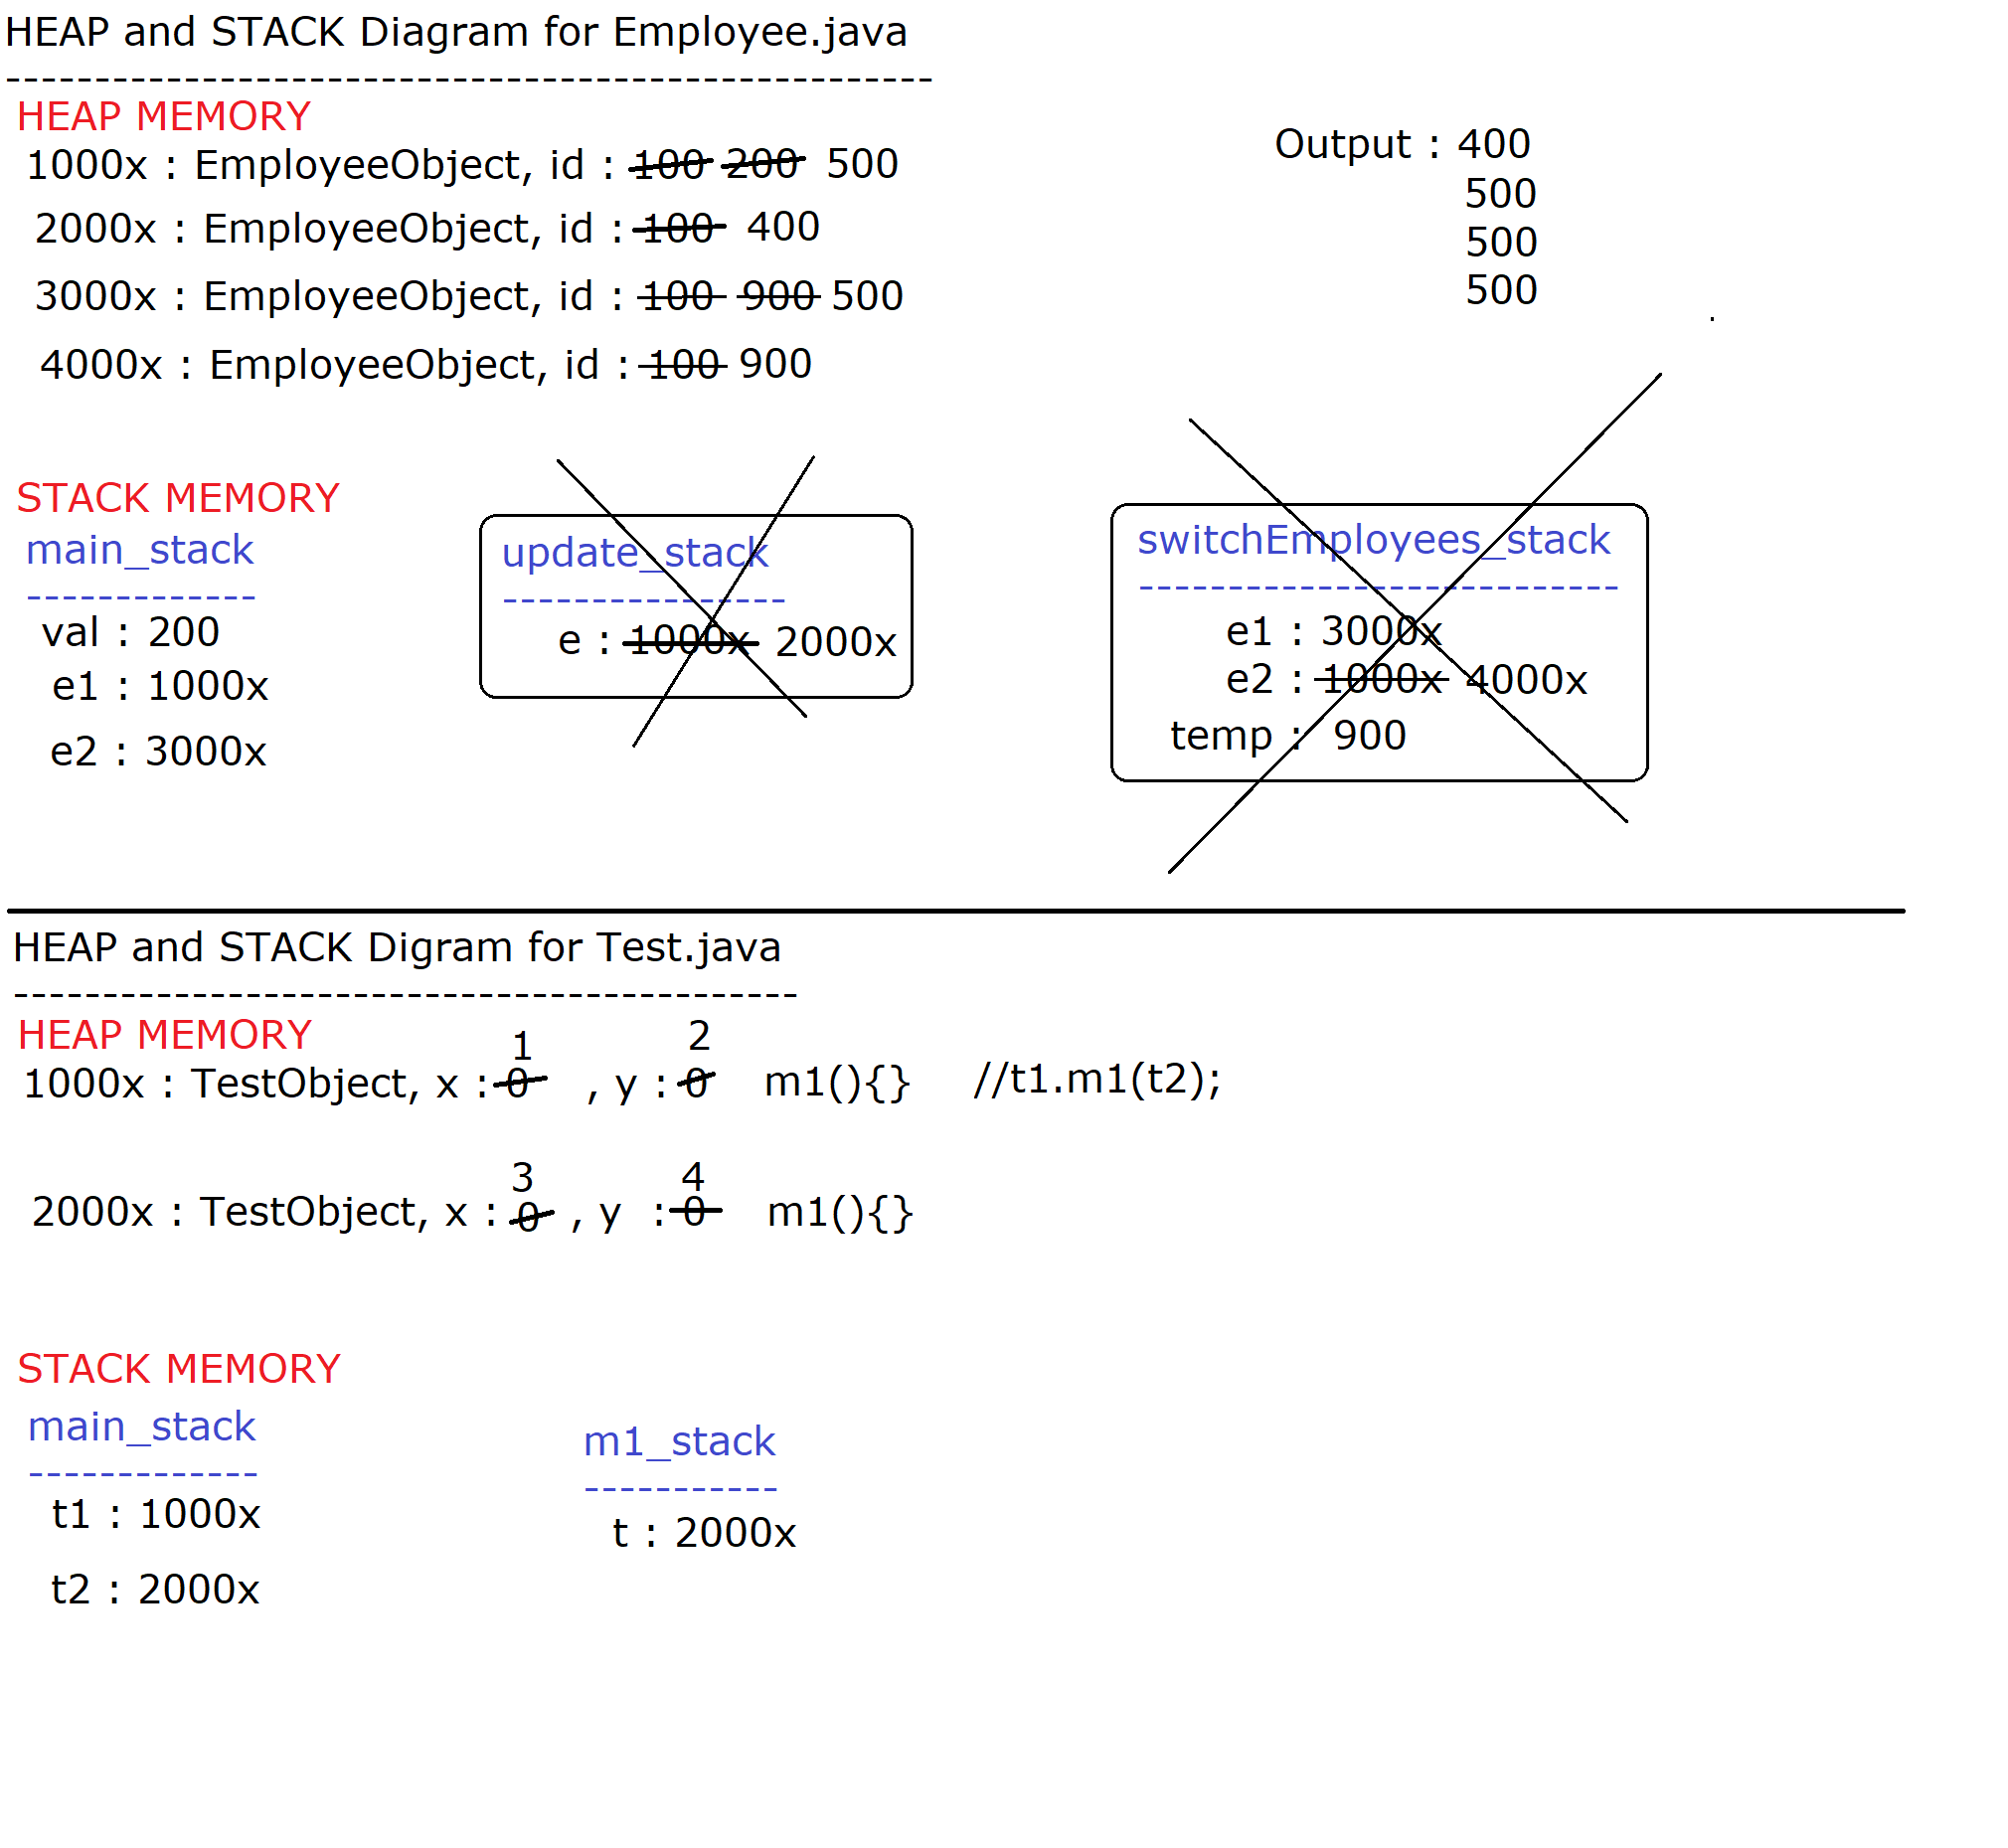 HEAP and STACK Diagram for Employee.java
----------------------------------------------------
HEAP MEMORY
1000x : EmployeeObject, id : 100 200 500
2000x : EmployeeObject, id : 100 400
3000x : EmployeeObject, id : 100 900 500
4000x : EmployeeObject, id : 100 900
Output : 400
500
500
500
.
STACK MEMORY
main_stack
-------------
val : 200
e1 : 1000x
e2 : 3000x
update_stack
----------------
e : 1000x 2000x
switchEmployees_stack
---------------------------
e1 : 3000x
e2 : 1000x 4000x
temp : 900
HEAP and STACK Digram for Test.java
--------------------------------------------
HEAP MEMORY
1 2
1000x : TestObject, x : 0 , y : 0 m1(){} //t1.m1(t2);
3 4
2000x : TestObject, x : 0 , y : 0 m1(){}
STACK MEMORY
main_stack
-------------
t1 : 1000x
t2 : 2000x
m1_stack
-----------
t : 2000x